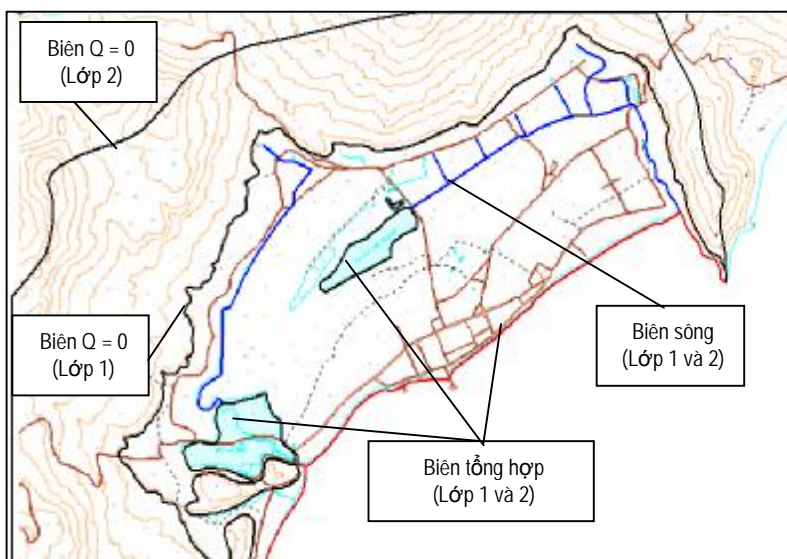 Biên Q = 0
(Lớp 2)
Biên Q = 0
(Lớp 1)
Biên sông
(Lớp 1 và 2)
Biên tổng hợp
(Lớp 1 và 2)